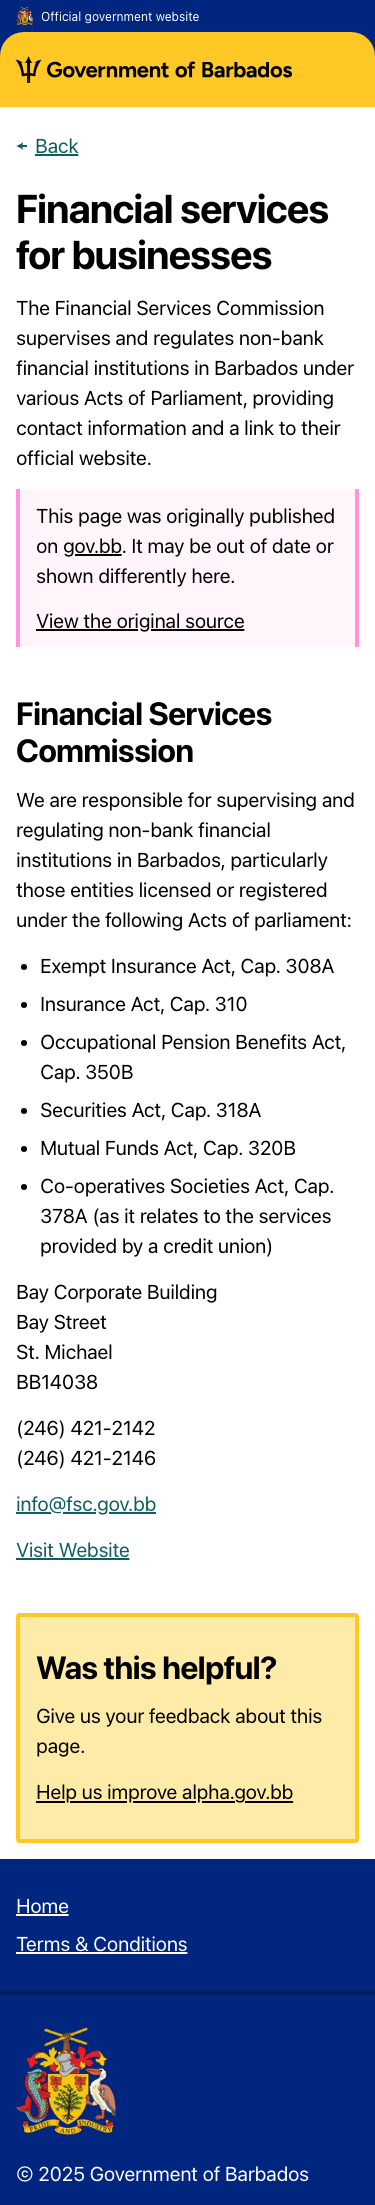 Official government website
Government of Barbados
Back
Financial services
for businesses
The Financial Services Commission
supervises and regulates non-bank
financial institutions in Barbados under
various Acts of Parliament, providing
contact information and a link to their
official website.
This page was originally published
on gov.bb. It may be out of date or
shown differently here.
View the original source
Financial Services
Commission
We are responsible for supervising and
regulating non-bank financial
institutions in Barbados, particularly
those entities licensed or registered
under the following Acts of parliament:
• Exempt Insurance Act, Cap. 308A
• Insurance Act, Cap. 310
• Occupational Pension Benefits Act,
Cap. 350B
• Securities Act, Cap. 318A
• Mutual Funds Act, Cap. 320B
• Co-operatives Societies Act, Cap.
378A (as it relates to the services
provided by a credit union)
Bay Corporate Building
Bay Street
St. Michael
BB14038
(246) 421-2142
(246) 421-2146
info@fsc.gov.bb
Visit Website
Was this helpful?
Give us your feedback about this
page.
Help us improve alpha.gov.bb
Home
Terms & Conditions
PRIDE AND INDUSTRY
© 2025 Government of Barbados